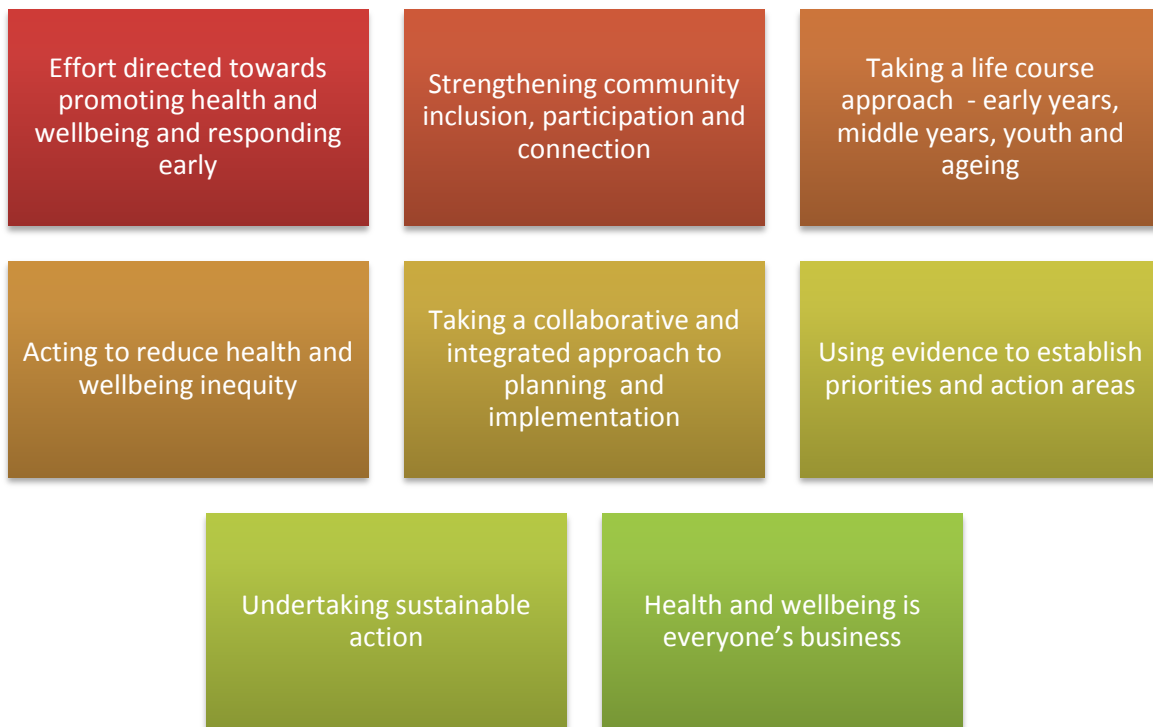 Effort directed towards
promoting health and
wellbeing and responding
early
Strengthening community
inclusion, participation and
connection
Taking a life course
approach  - early years,
middle years, youth and
ageing
Acting to reduce health and
wellbeing inequity
Taking a collaborative and
integrated approach to
planning  and
implementation
Using evidence to establish
priorities and action areas
Undertaking sustainable
action
Health and wellbeing is
everyone’s business